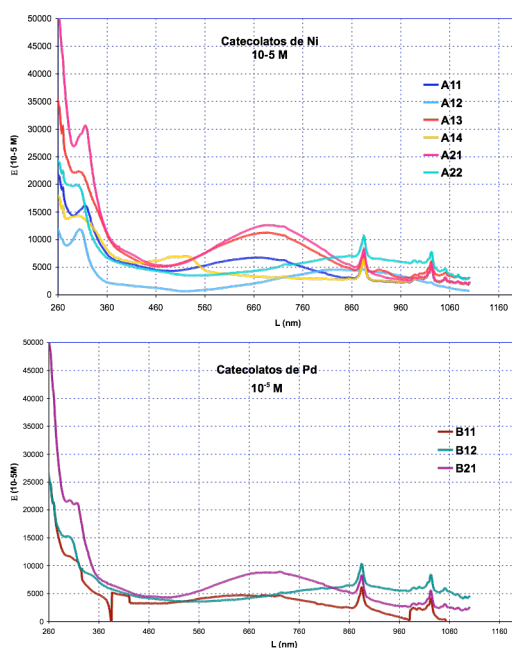 Catecolatos de Ni
10-5 M
50000
45000
40000
35000
30000
25000
20000
15000
10000
5000
0
E (10-5 M)
A11
A12
A13
A14
A21
A22
260 360 460 560 660 760 860 960 1060 1160
L (nm)
Catecolatos de Pd
10-5 M
50000
45000
40000
35000
30000
25000
20000
15000
10000
5000
0
E (10-5M)
B11
B12
B21
260 360 460 560 660 760 860 960 1060 1160
L (nm)